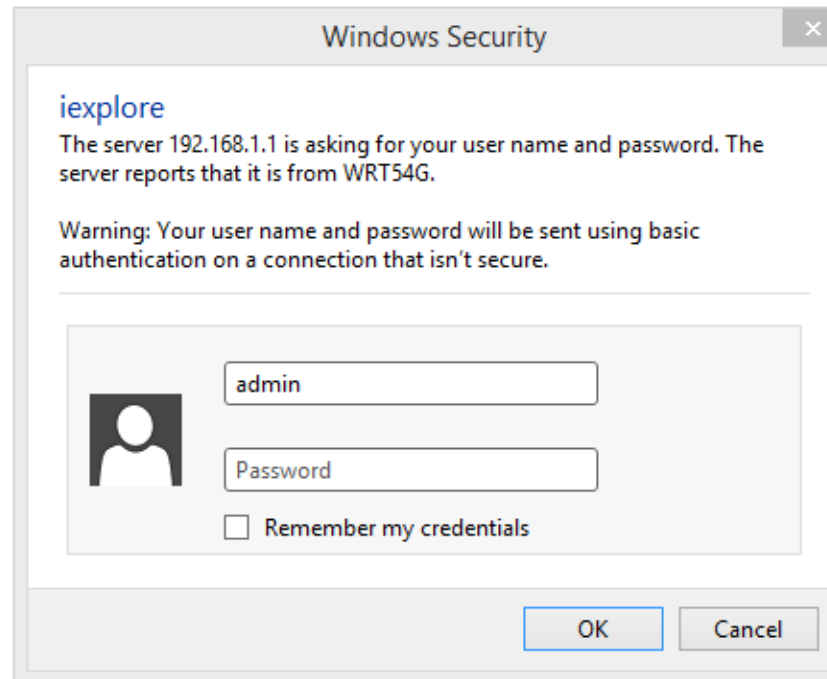 Windows Security
iexplore
The server 192.168.1.1 is asking for your user name and password. The
server reports that it is from WRT54G.
Warning: Your user name and password will be sent using basic
authentication on a connection that isn't secure.
admin
Password
Remember my credentials
OK
Cancel